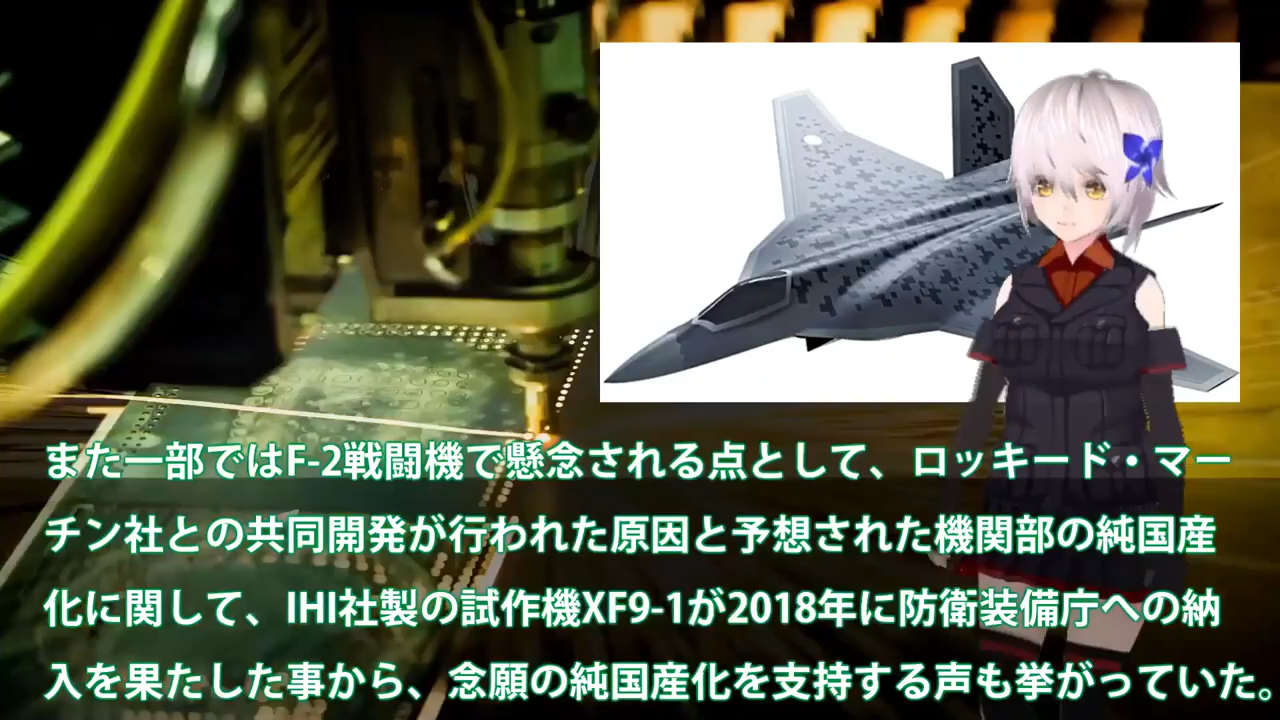 また一部ではF-2戦闘機で懸念される点として、ロッキード・マー
チン社との共同開発が行われた原因と予想された機関部の純国産
化に関して、IHI社製の試作機XF9-1が2018年に防衛装備庁への納
入を果たした事から、念願の純国産化を支持する声も挙がっていた。